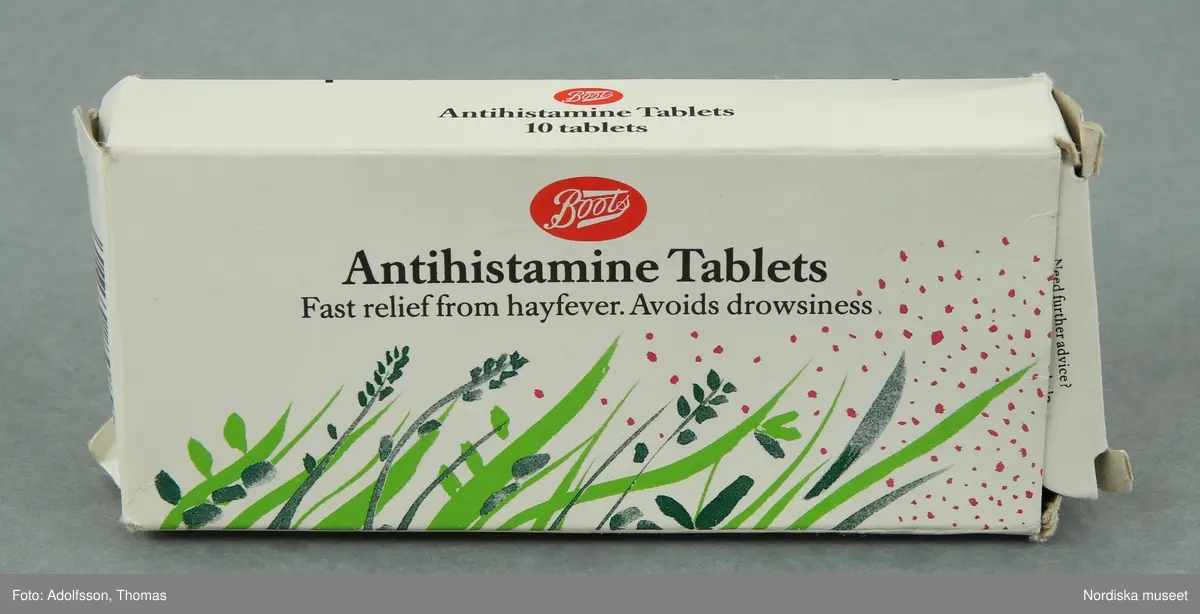 Boots
Antihistamine Tablets
10 tablets
Boots
Antihistamine Tablets
Fast relief from hayfever. Avoids drowsiness.
Need further advice?
Foto: Adolfsson, Thomas
Nordiska museet